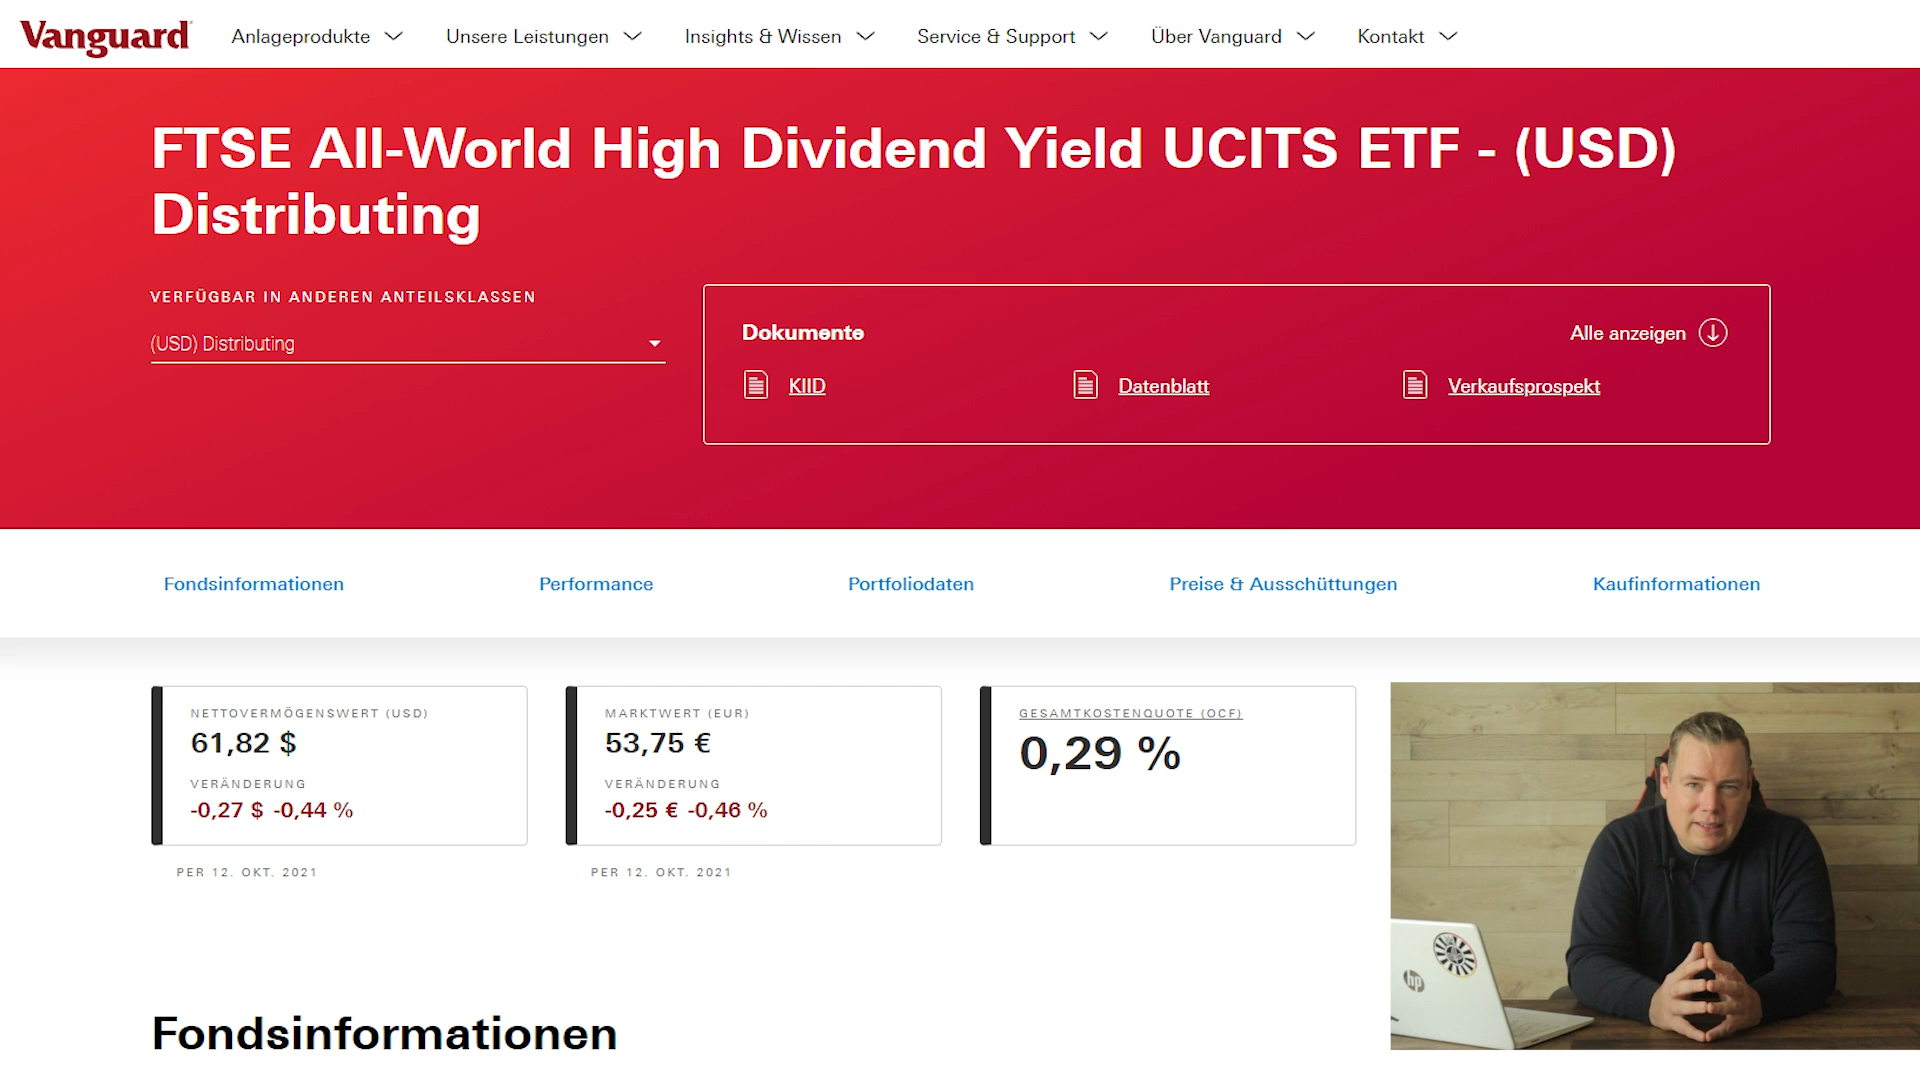 Vanguard
Anlageprodukte
Unsere Leistungen
Insights & Wissen
Service & Support
Über Vanguard
Kontakt
FTSE All-World High Dividend Yield UCITS ETF - (USD)
Distributing
VERFÜGBAR IN ANDEREN ANTEILSKLASSEN
(USD) Distributing
Dokumente
Alle anzeigen
KIID
Datenblatt
Verkaufsprospekt
Fondsinformationen
Performance
Portfoliodaten
Preise & Ausschüttungen
Kaufinformationen
NETTOVERMÖGENSWERT (USD)
61,82 $
VERÄNDERUNG
-0,27 $ -0,44 %
PER 12. OKT. 2021
MARKTWERT (EUR)
53,75 €
VERÄNDERUNG
-0,25 € -0,46 %
PER 12. OKT. 2021
GESAMTKOSTENQUOTE (OCF)
0,29 %
hp
Fondsinformationen